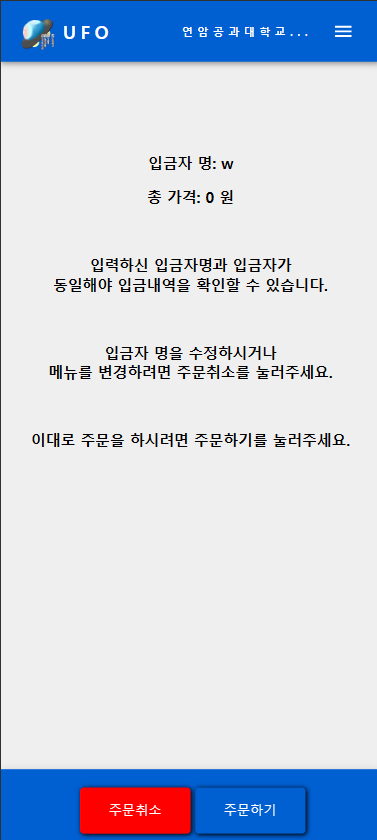 UFO 연암공과대학교...
입금자 명: w
총 가격: 0 원
입력하신 입금자명과 입금자가
동일해야 입금내역을 확인할 수 있습니다.
입금자 명을 수정하시거나
메뉴를 변경하려면 주문취소를 눌러주세요.
이대로 주문을 하시려면 주문하기를 눌러주세요.
주문취소 주문하기